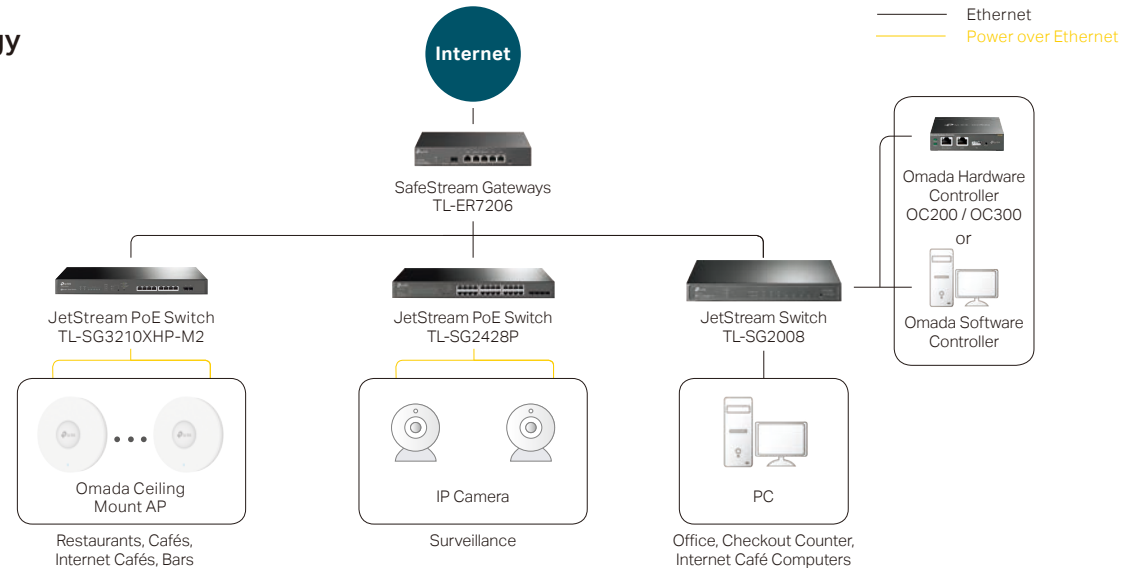 gy
Internet
Ethernet
Power over Ethernet
SafeStream Gateways
TL-ER7206
Omada Hardware
Controller
OC200 / OC300
or
Omada Software
Controller
JetStream PoE Switch
TL-SG3210XHP-M2
JetStream PoE Switch
TL-SG2428P
JetStream Switch
TL-SG2008
Omada Ceiling
Mount AP
IP Camera
PC
Restaurants, Cafés,
Internet Cafés, Bars
Surveillance
Office, Checkout Counter,
Internet Café Computers